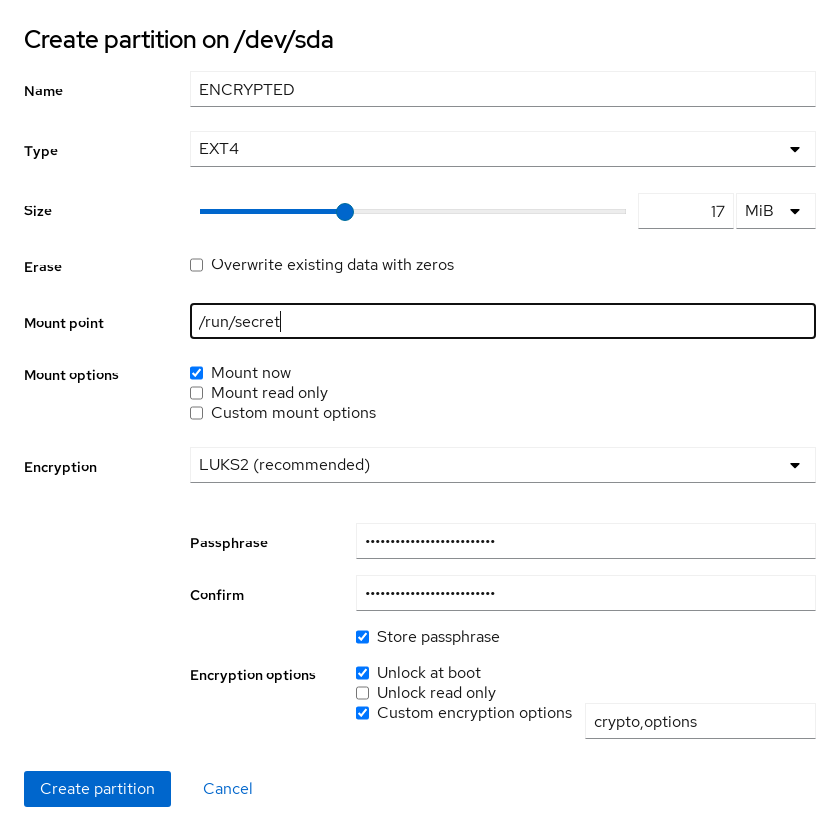 Create partition on /dev/sda
Name ENCRYPTED
Type EXT4
Size 17 MiB
Erase Overwrite existing data with zeros
Mount point /run/secret
Mount options Mount now
Mount read only
Custom mount options
Encryption LUKS2 (recommended)
Passphrase ••••••••••••••••••••••••••
Confirm ••••••••••••••••••••••••••
Store passphrase
Encryption options Unlock at boot
Unlock read only
Custom encryption options crypto,options
Create partition Cancel